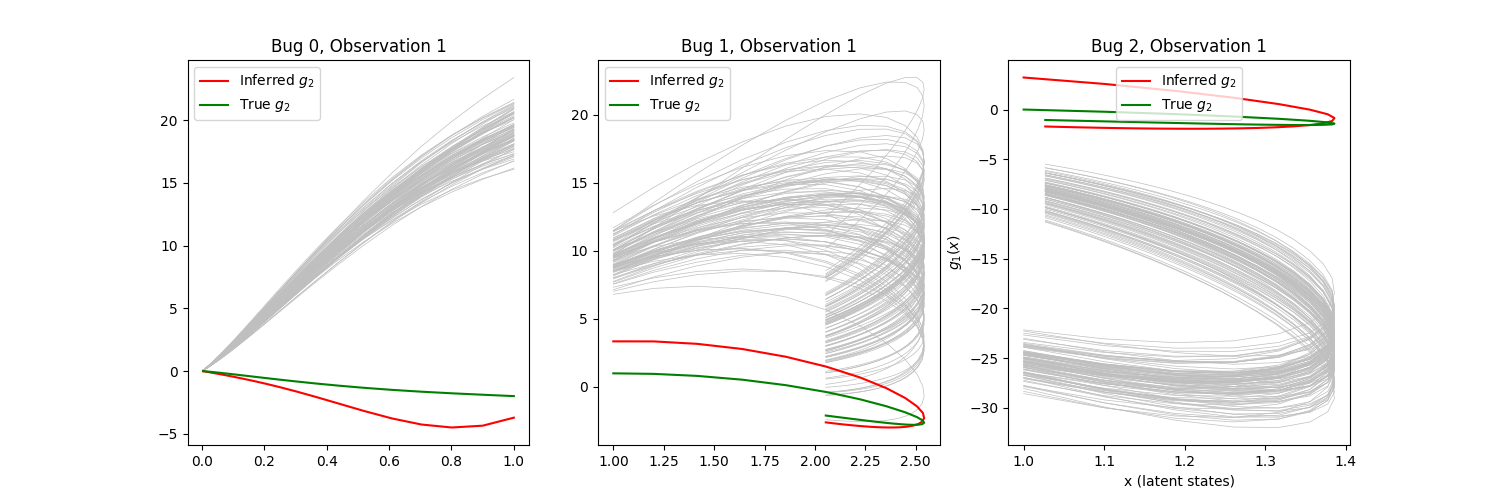 Bug 0, Observation 1
Inferred g₂
True g₂
20
15
10
5
0
−5
0.0 0.2 0.4 0.6 0.8 1.0
Bug 1, Observation 1
Inferred g₂
True g₂
20
15
10
5
0
1.00 1.25 1.50 1.75 2.00 2.25 2.50
Bug 2, Observation 1
Inferred g₂
True g₂
0
−5
−10
−15
−20
−25
−30
g₁(x)
1.0 1.1 1.2 1.3 1.4
x (latent states)